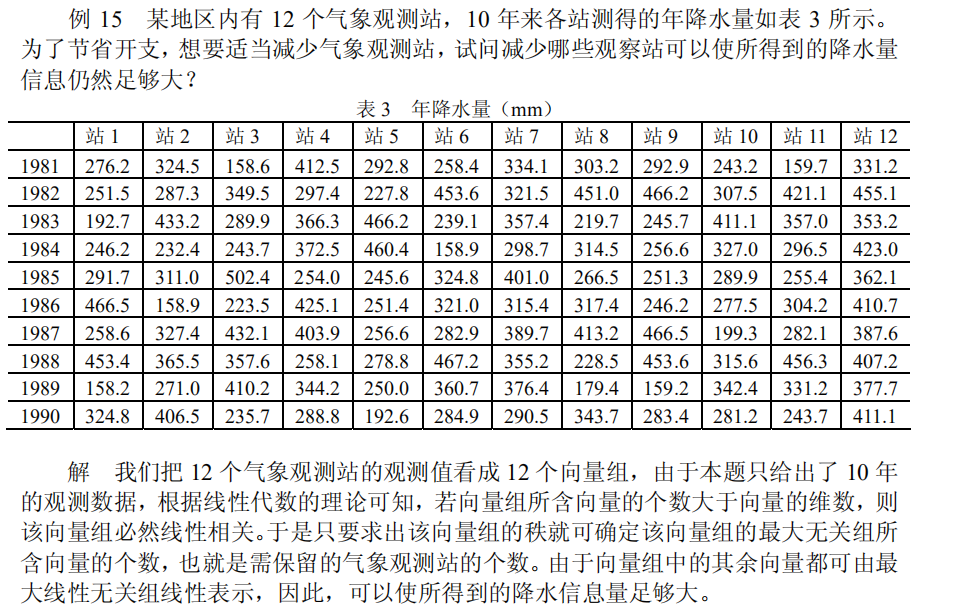 例 15 某地区内有 12 个气象观测站，10 年来各站测得的年降水量如表 3 所示。
为了节省开支，想要适当减少气象观测站，试问减少哪些观察站可以使所得到的降水量
信息仍然足够大？
表 3 年降水量（mm）
站 1 站 2 站 3 站 4 站 5 站 6 站 7 站 8 站 9 站 10 站 11 站 12
1981 276.2 324.5 158.6 412.5 292.8 258.4 334.1 303.2 292.9 243.2 159.7 331.2
1982 251.5 287.3 349.5 297.4 227.8 453.6 321.5 451.0 466.2 307.5 421.1 455.1
1983 192.7 433.2 289.9 366.3 466.2 239.1 357.4 219.7 245.7 411.1 357.0 353.2
1984 246.2 232.4 243.7 372.5 460.4 158.9 298.7 314.5 256.6 327.0 296.5 423.0
1985 291.7 311.0 502.4 254.0 245.6 324.8 401.0 266.5 251.3 289.9 255.4 362.1
1986 466.5 158.9 223.5 425.1 251.4 321.0 315.4 317.4 246.2 277.5 304.2 410.7
1987 258.6 327.4 432.1 403.9 256.6 282.9 389.7 413.2 466.5 199.3 282.1 387.6
1988 453.4 365.5 357.6 258.1 278.8 467.2 355.2 228.5 453.6 315.6 456.3 407.2
1989 158.2 271.0 410.2 344.2 250.0 360.7 376.4 179.4 159.2 342.4 331.2 377.7
1990 324.8 406.5 235.7 288.8 192.6 284.9 290.5 343.7 283.4 281.2 243.7 411.1
解 我们把 12 个气象观测站的观测值看成 12 个向量组，由于本题只给出了 10 年
的观测数据，根据线性代数的理论可知，若向量组所含向量的个数大于向量的维数，则
该向量组必然线性相关。于是只要求出该向量组的秩就可确定该向量组的最大无关组所
含向量的个数，也就是需保留的气象观测站的个数。由于向量组中的其余向量都可由最
大线性无关组线性表示，因此，可以使所得到的降水信息量足够大。